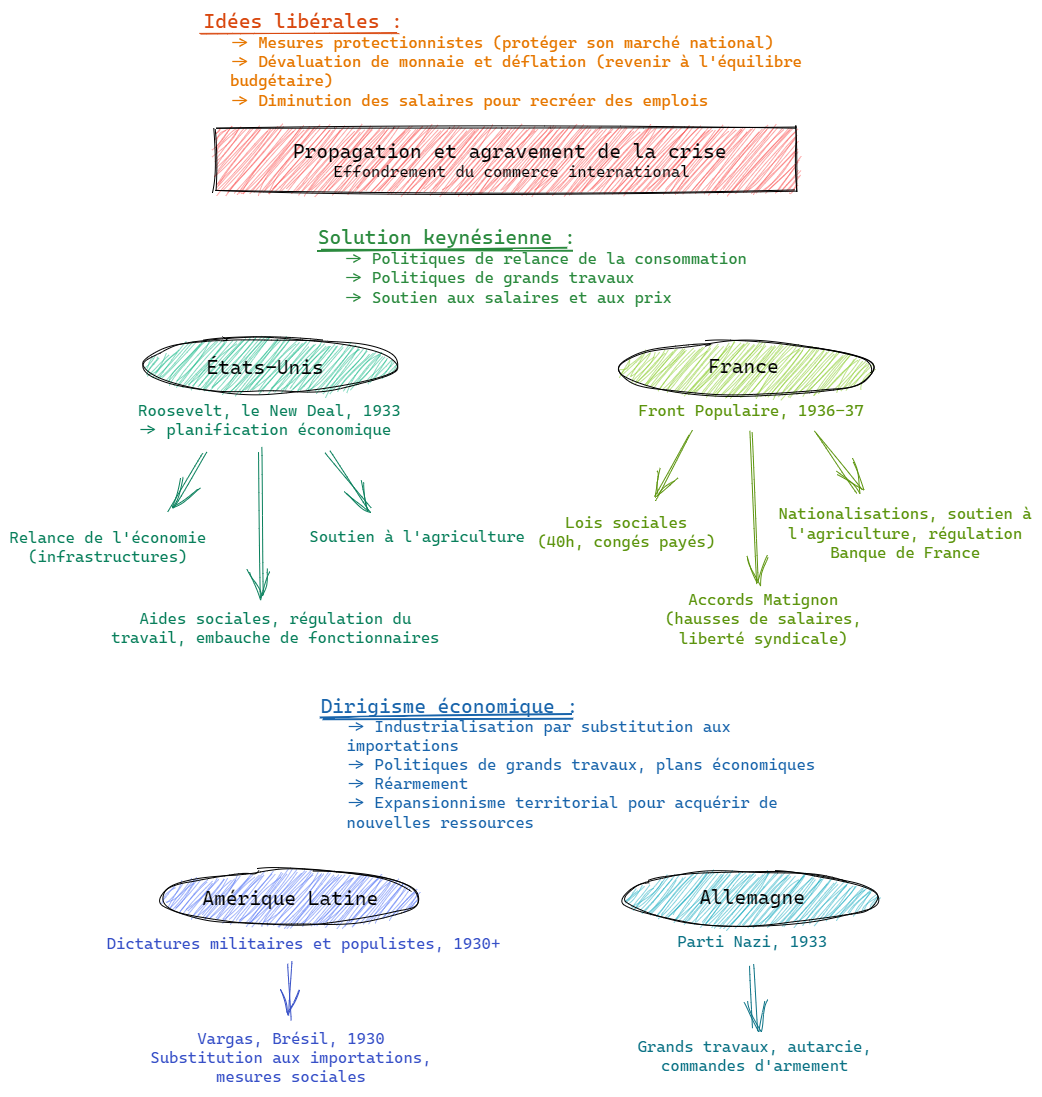 Idées libérales :
→ Mesures protectionnistes (protéger son marché national)
→ Dévaluation de monnaie et déflation (revenir à l'équilibre
budgétaire)
→ Diminution des salaires pour recréer des emplois
Propagation et agravement de la crise
Effondrement du commerce international
Solution keynésienne :
→ Politiques de relance de la consommation
→ Politiques de grands travaux
→ Soutien aux salaires et aux prix
États-Unis
Roosevelt, le New Deal, 1933
→ planification économique
Relance de l'économie
(infrastructures)
Soutien à l'agriculture
Aides sociales, régulation du
travail, embauche de fonctionnaires
France
Front Populaire, 1936-37
Lois sociales
(40h, congés payés)
Nationalisations, soutien à
l'agriculture, régulation
Banque de France
Accords Matignon
(hausses de salaires,
liberté syndicale)
Dirigisme économique :
→ Industrialisation par substitution aux
importations
→ Politiques de grands travaux, plans économiques
→ Réarmement
→ Expansionnisme territorial pour acquérir de
nouvelles ressources
Amérique Latine
Dictatures militaires et populistes, 1930+
Vargas, Brésil, 1930
Substitution aux importations,
mesures sociales
Allemagne
Parti Nazi, 1933
Grands travaux, autarcie,
commandes d'armement